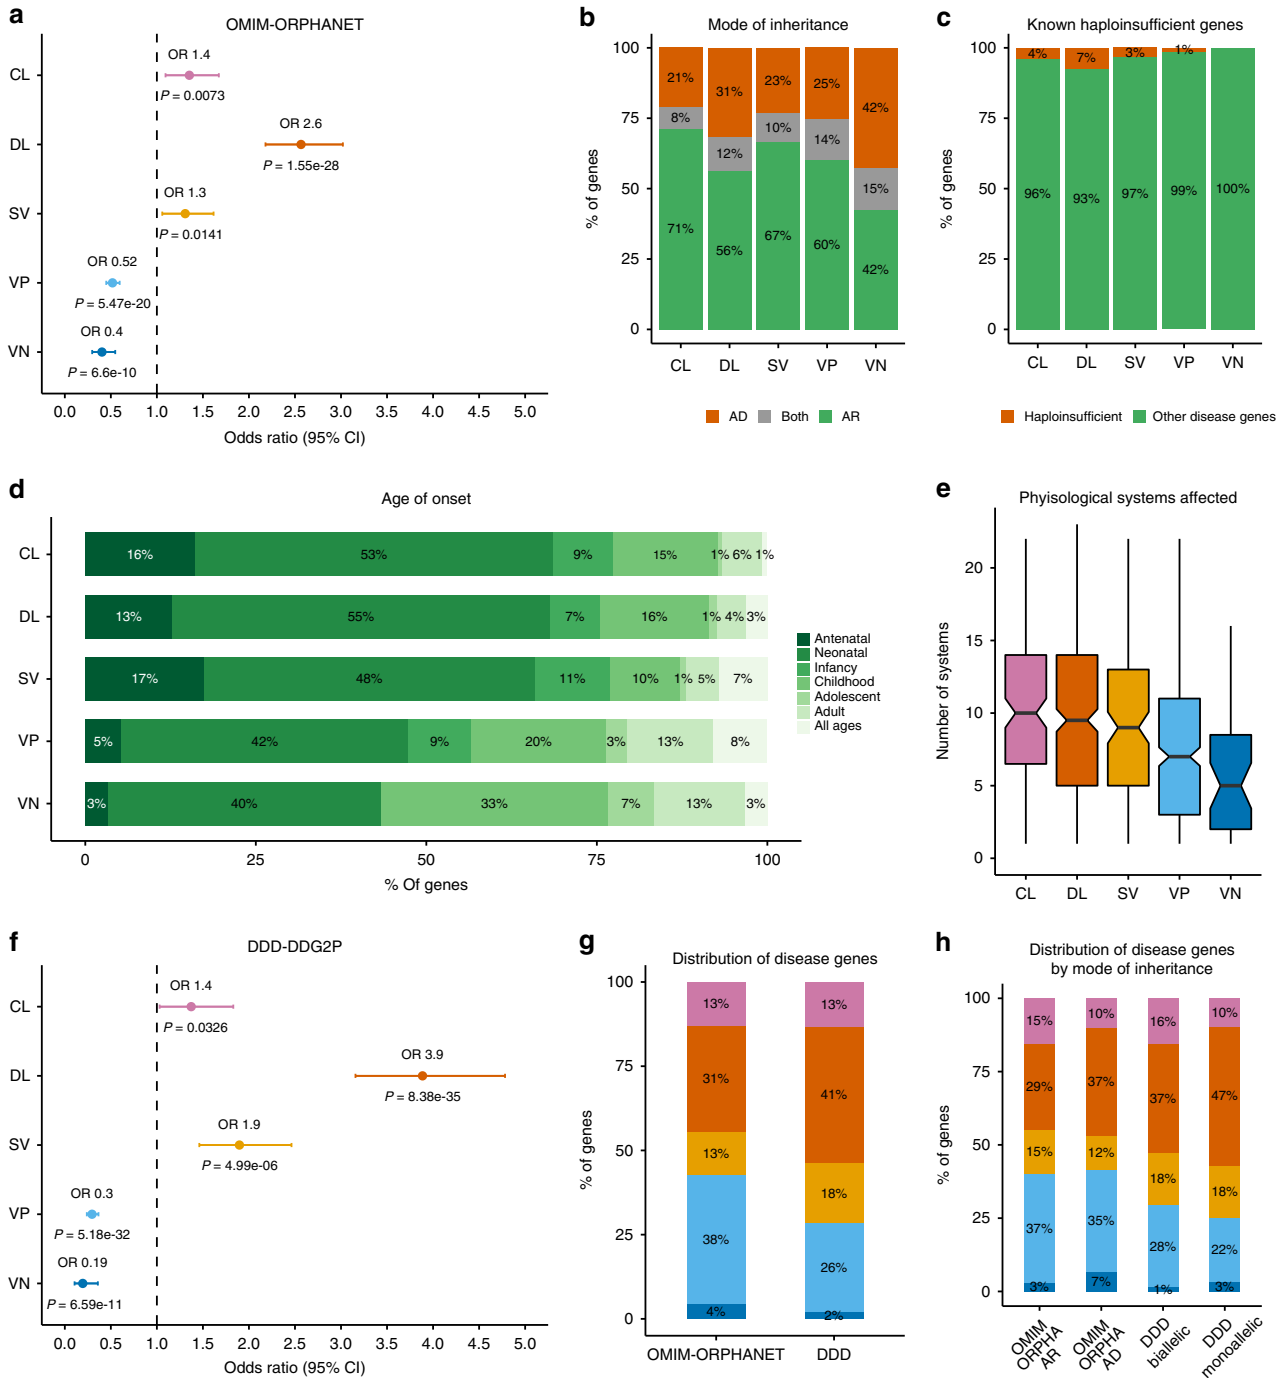 a
OMIM-ORPHANET
CL
OR 1.4
P = 0.0073
DL
OR 2.6
P = 1.55e-28
SV
OR 1.3
P = 0.0141
VP
OR 0.52
P = 5.47e-20
VN
OR 0.4
P = 6.6e-10
0.0 0.5 1.0 1.5 2.0 2.5 3.0 3.5 4.0 4.5 5.0
Odds ratio (95% CI)
b
Mode of inheritance
% of genes
100
75
50
25
0
21% 31% 23% 25% 42%
8% 12% 10% 14% 15%
71% 56% 67% 60% 42%
CL DL SV VP VN
AD Both AR
c
Known haploinsufficient genes
% of genes
100
75
50
25
0
4% 7% 3% 1%
96% 93% 97% 99% 100%
CL DL SV VP VN
Haploinsufficient Other disease genes
d
Age of onset
CL 16% 53% 9% 15% 1% 6% 1%
DL 13% 55% 7% 16% 1% 4% 3%
SV 17% 48% 11% 10% 1% 5% 7%
VP 5% 42% 9% 20% 3% 13% 8%
VN 3% 40% 33% 7% 13% 3%
0 25 50 75 100
% Of genes
Antenatal
Neonatal
Infancy
Childhood
Adolescent
Adult
All ages
e
Phyisological systems affected
Number of systems
20
15
10
5
0
CL DL SV VP VN
f
DDD-DDG2P
CL
OR 1.4
P = 0.0326
DL
OR 3.9
P = 8.38e-35
SV
OR 1.9
P = 4.99e-06
VP
OR 0.3
P = 5.18e-32
VN
OR 0.19
P = 6.59e-11
0.0 0.5 1.0 1.5 2.0 2.5 3.0 3.5 4.0 4.5 5.0
Odds ratio (95% CI)
g
Distribution of disease genes
% of genes
100
75
50
25
0
13% 13%
31% 41%
13% 18%
38% 26%
4% 2%
OMIM-ORPHANET DDD
h
Distribution of disease genes
by mode of inheritance
% of genes
100
75
50
25
0
15% 10% 16% 10%
29% 37% 37% 47%
15% 12% 18% 18%
37% 35% 28% 22%
3% 7% 1% 3%
OMIM
ORPHA
AR
OMIM
ORPHA
AD
DDD
biallelic
DDD
monoallelic